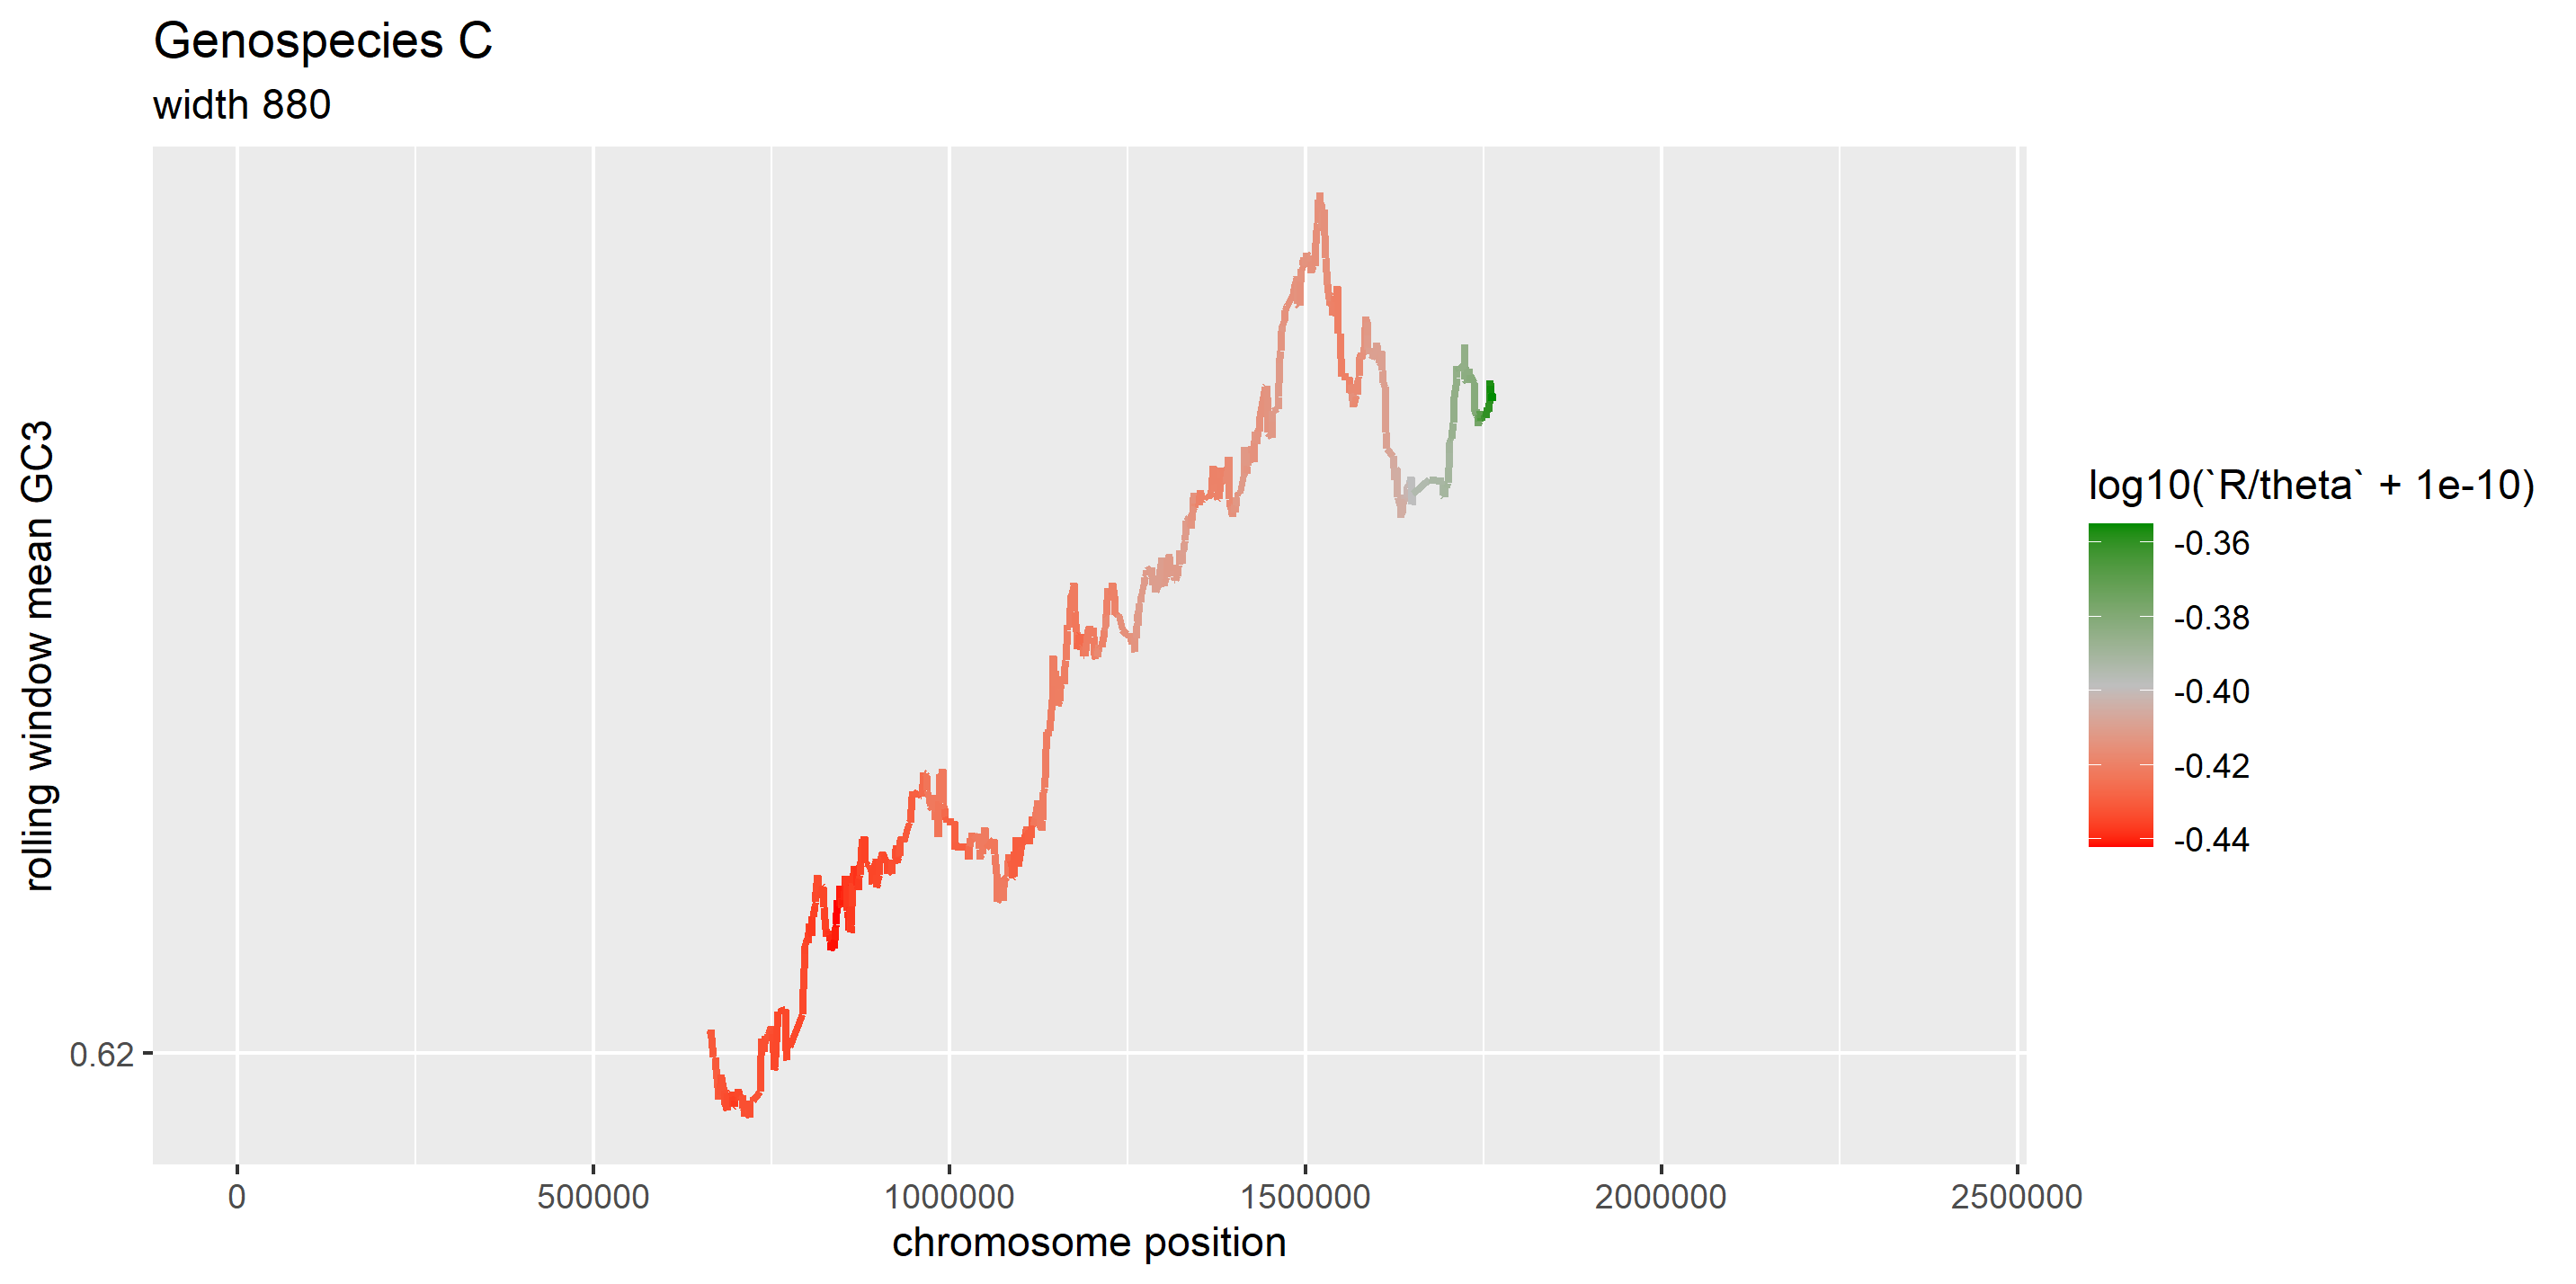 Genospecies C
width 880
rolling window mean GC3
0.62
0
500000
1000000
1500000
2000000
2500000
chromosome position
log10(`R/theta` + 1e-10)
-0.36
-0.38
-0.40
-0.42
-0.44